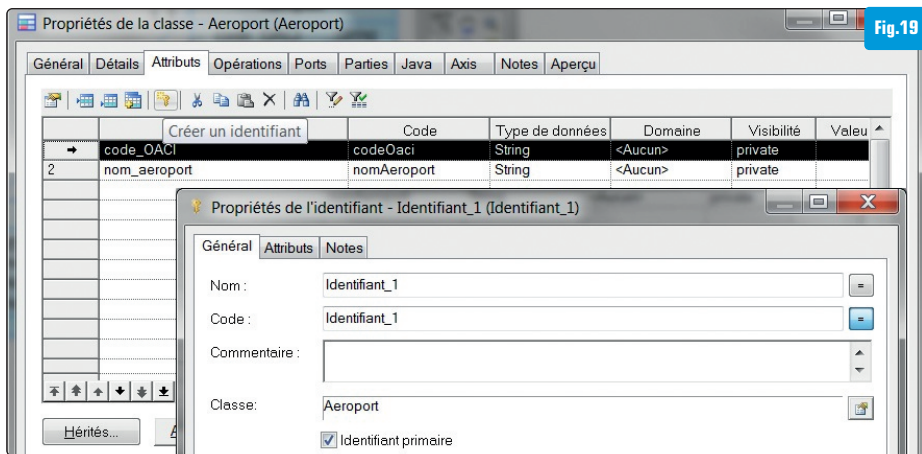 Propriétés de la classe - Aeroport (Aeroport)
Fig.19
Général Détails Attributs Opérations Ports Parties Java Axis Notes Aperçu
Créer un identifiant
Code Type de données Domaine Visibilité Valeu
code_OACI codeOaci String <Aucun> private
2 nom_aeroport nomAeroport String <Aucun> private
Propriétés de l'identifiant - Identifiant_1 (Identifiant_1)
Général Attributs Notes
Nom : Identifiant_1 =
Code : Identifiant_1 =
Commentaire :
Classe: Aeroport
Hérités...
Identifiant primaire